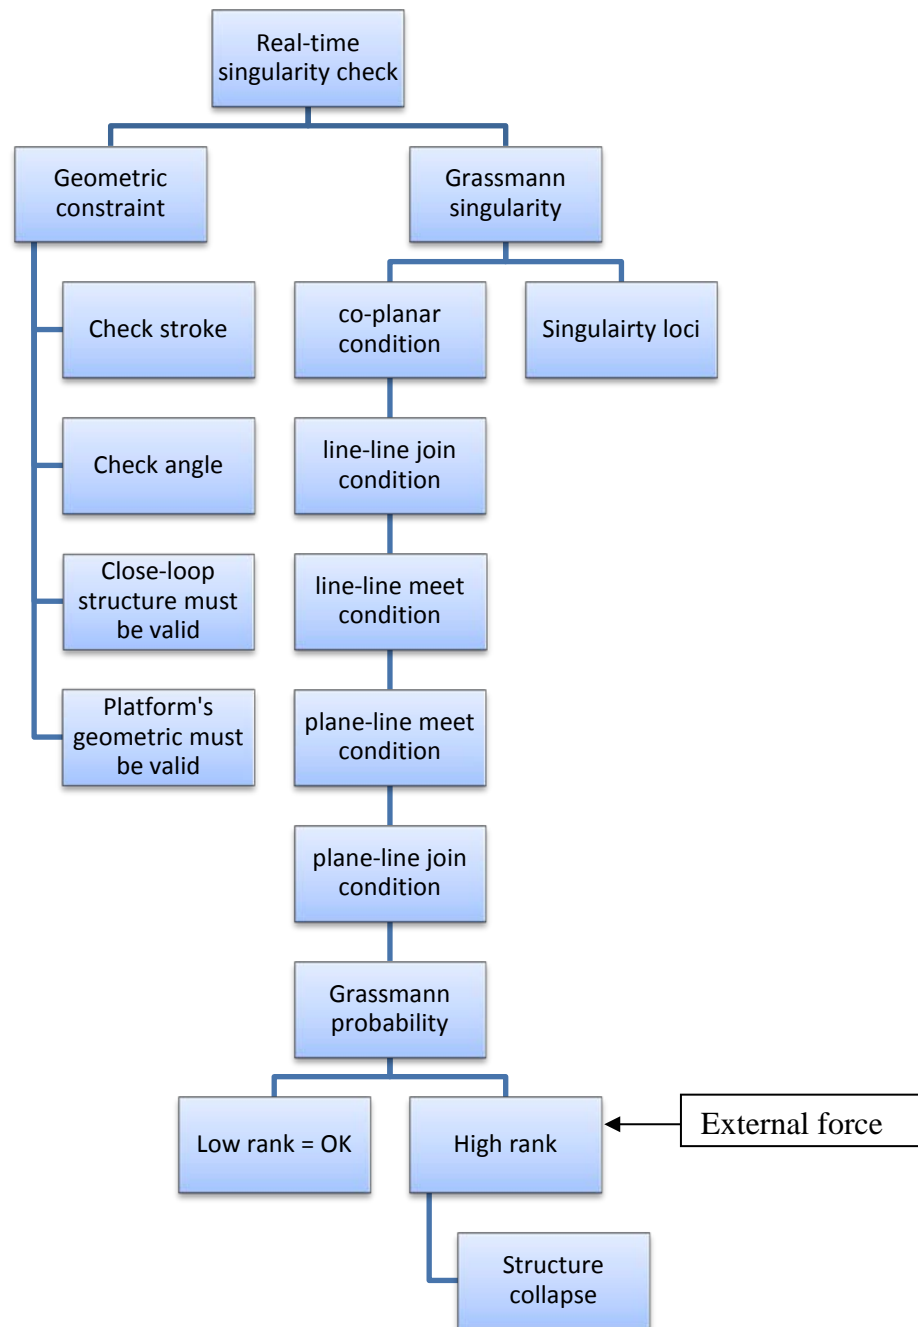 Real-time
singularity check
Geometric
constraint
Grassmann
singularity
Check stroke
co-planar
condition
Singulairty loci
Check angle
line-line join
condition
Close-loop
structure must
be valid
line-line meet
condition
Platform's
geometric must
be valid
plane-line meet
condition
plane-line join
condition
Grassmann
probability
Low rank = OK
High rank
External force
Structure
collapse